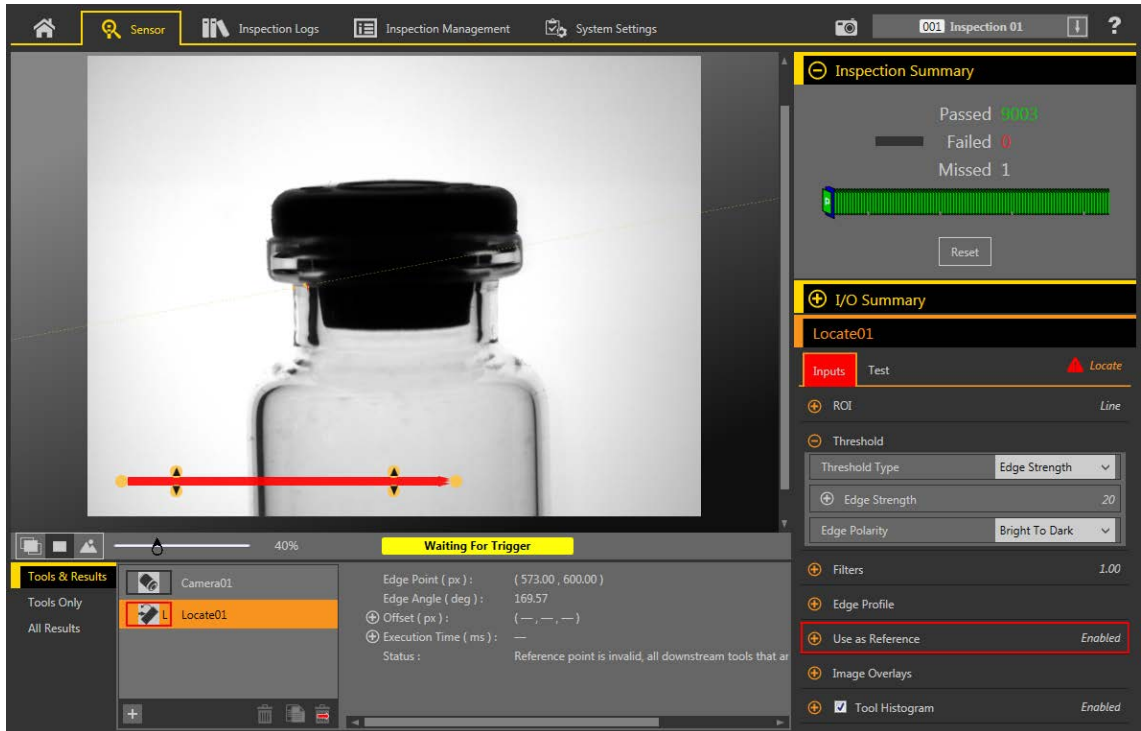 Sensor
Inspection Logs
Inspection Management
System Settings
001 Inspection 01
?
Inspection Summary
Passed 9003
Failed 0
Missed 1
Reset
I/O Summary
Locate01
Inputs
Test
Locate
ROI
Line
Threshold
Threshold Type
Edge Strength
Edge Strength
20
Edge Polarity
Bright To Dark
Filters
1.00
Edge Profile
Use as Reference
Enabled
Image Overlays
Tool Histogram
Enabled
40%
Waiting For Trigger
Tools & Results
Tools Only
All Results
Camera01
L
Locate01
Edge Point ( px ) : ( 573.00 , 600.00 )
Edge Angle ( deg ) : 169.57
Offset ( px ) : ( — , — , — )
Execution Time ( ms ) : —
Status : Reference point is invalid, all downstream tools that ar